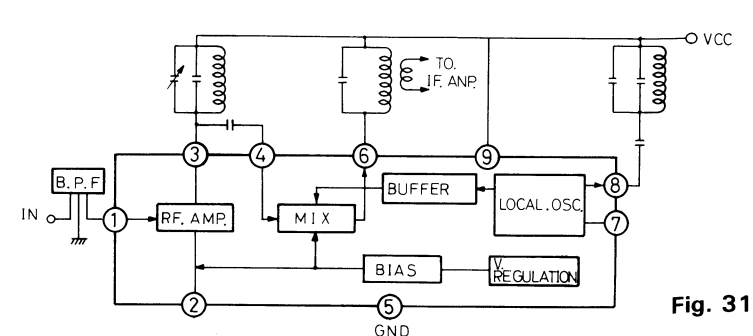 VCC
TO.
IF. ANP.
3
4
6
9
B.P.F
IN
1
RF. AMP.
MIX
BUFFER
LOCAL.OSC.
8
7
BIAS
V.
REGULATION
2
5
GND
Fig. 31